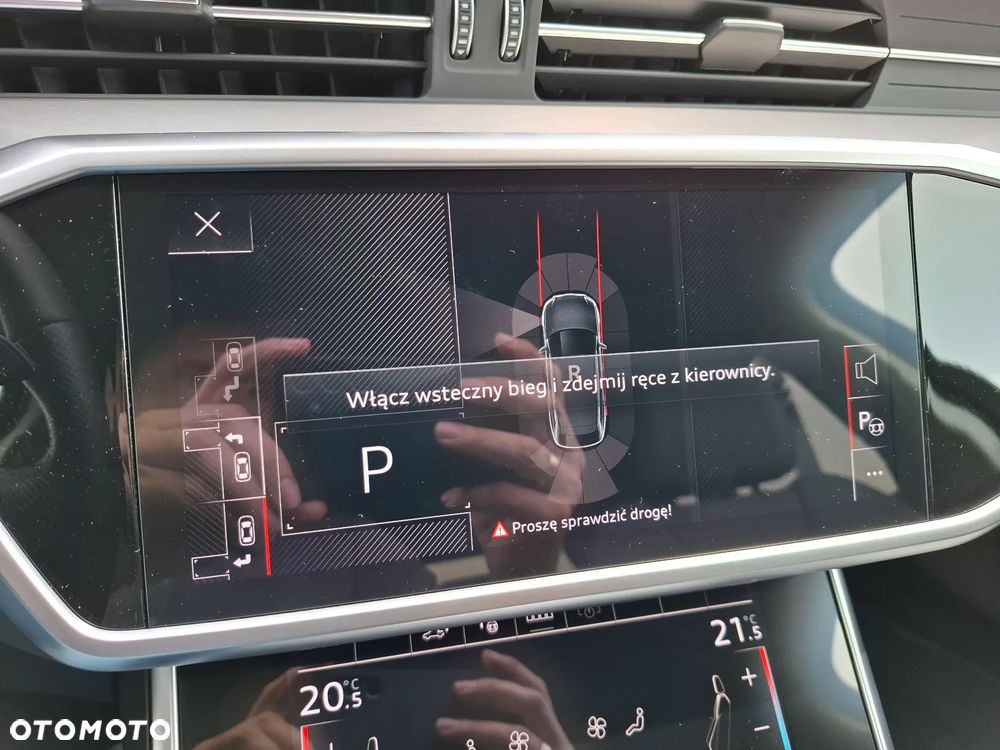 R
Włącz wsteczny bieg i zdejmij ręce z kierownicy.
P
P
Proszę sprawdzić drogę!
21.5 °C
20.5 °C
OTOMOTO